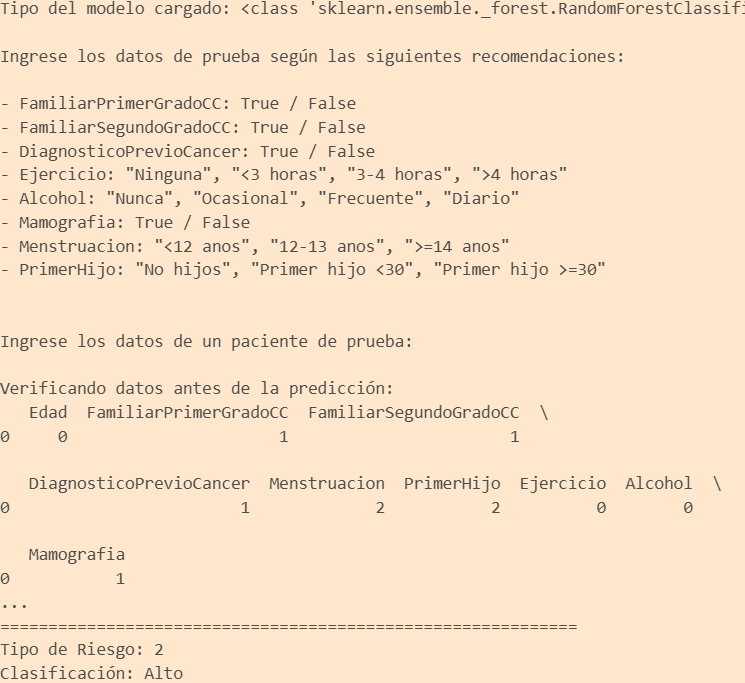 Tipo del modelo cargado: <class 'sklearn.ensemble._forest.RandomForestClassifi
Ingrese los datos de prueba según las siguientes recomendaciones:
- FamiliarPrimerGradoCC: True / False
- FamiliarSegundoGradoCC: True / False
- DiagnosticoPrevioCancer: True / False
- Ejercicio: "Ninguna", "<3 horas", "3-4 horas", ">4 horas"
- Alcohol: "Nunca", "Ocasional", "Frecuente", "Diario"
- Mamografia: True / False
- Menstruacion: "<12 anos", "12-13 anos", ">=14 anos"
- PrimerHijo: "No hijos", "Primer hijo <30", "Primer hijo >=30"
Ingrese los datos de un paciente de prueba:
Verificando datos antes de la predicción:
Edad FamiliarPrimerGradoCC FamiliarSegundoGradoCC \
0 0 1 1
DiagnosticoPrevioCancer Menstruacion PrimerHijo Ejercicio Alcohol \
0 1 2 2 0 0
Mamografia
0 1
...
============================================================
Tipo de Riesgo: 2
Clasificación: Alto